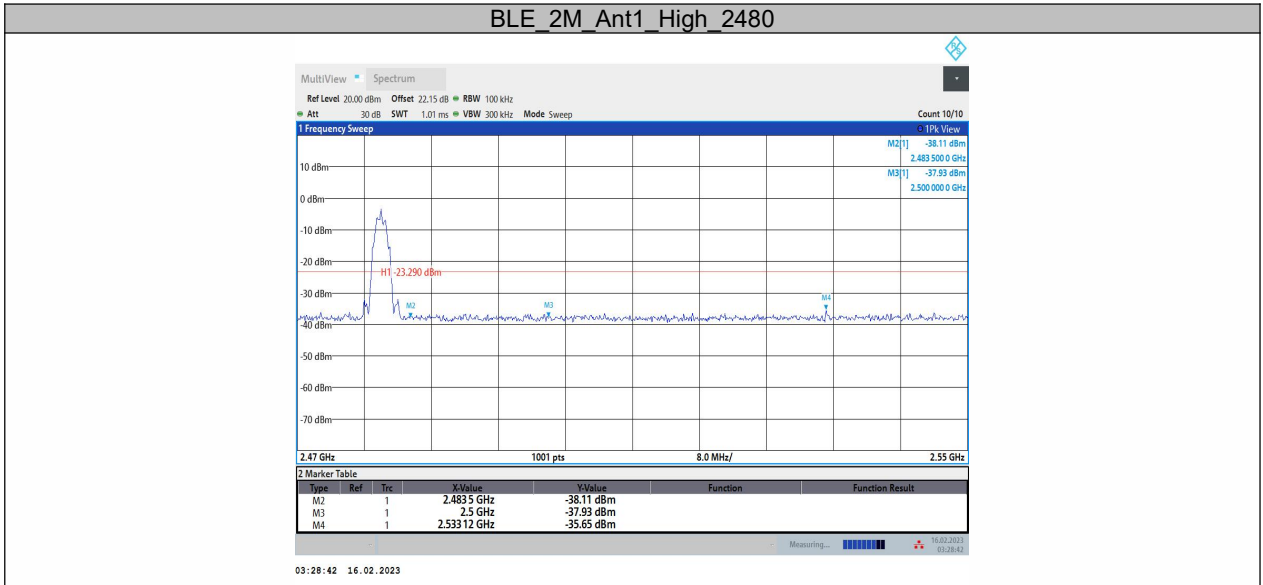 BLE_2M_Ant1_High_2480
R S
MultiView Spectrum
Ref Level 20.00 dBm Offset 22.15 dB RBW 100 kHz
Att 30 dB SWT 1.01 ms VBW 300 kHz Mode Sweep Count 10/10
1 Frequency Sweep 1Pk View
M2[1] -38.11 dBm
2.483 500 0 GHz
M3[1] -37.93 dBm
2.500 000 0 GHz
10 dBm
0 dBm
-10 dBm
-20 dBm
H1 -23.290 dBm
-30 dBm
M2 M3 M4
-40 dBm
-50 dBm
-60 dBm
-70 dBm
2.47 GHz 1001 pts 8.0 MHz/ 2.55 GHz
2 Marker Table
Type Ref Trc X-Value Y-Value Function Function Result
M2 1 2.4835 GHz -38.11 dBm
M3 1 2.5 GHz -37.93 dBm
M4 1 2.53312 GHz -35.65 dBm
Measuring... 16.02.2023
03:28:42
03:28:42 16.02.2023